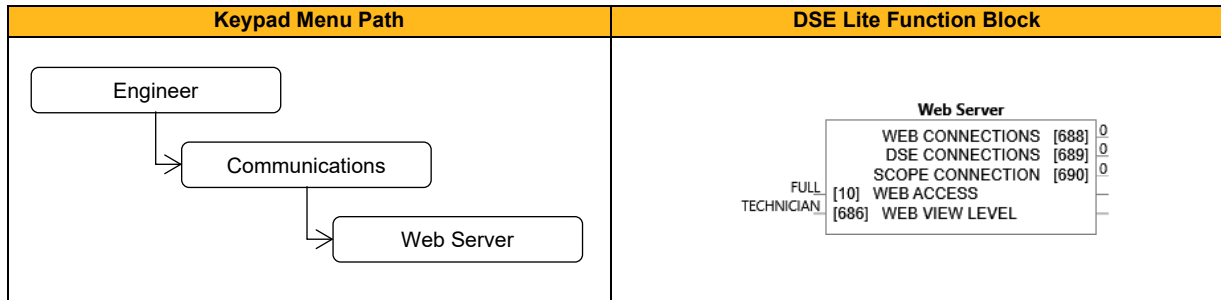 Keypad Menu Path
DSE Lite Function Block
Engineer
Communications
Web Server
Web Server
WEB CONNECTIONS [688] 0
DSE CONNECTIONS [689] 0
SCOPE CONNECTION [690] 0
FULL [10] WEB ACCESS
TECHNICIAN [686] WEB VIEW LEVEL